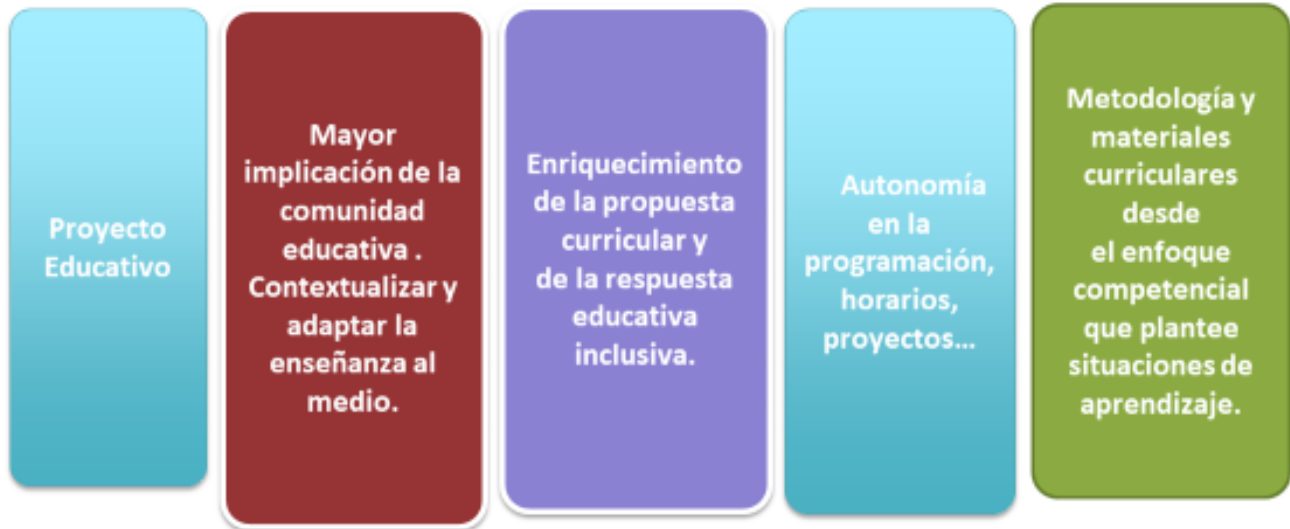 Proyecto
Educativo
Mayor
implicación de la
comunidad
educativa .
Contextualizar y
adaptar la
enseñanza al
medio.
Enriquecimiento
de la propuesta
curricular y
de la respuesta
educativa
inclusiva.
Autonomía
en la
programación,
horarios,
proyectos...
Metodología y
materiales
curriculares
desde
el enfoque
competencial
que plantee
situaciones de
aprendizaje.